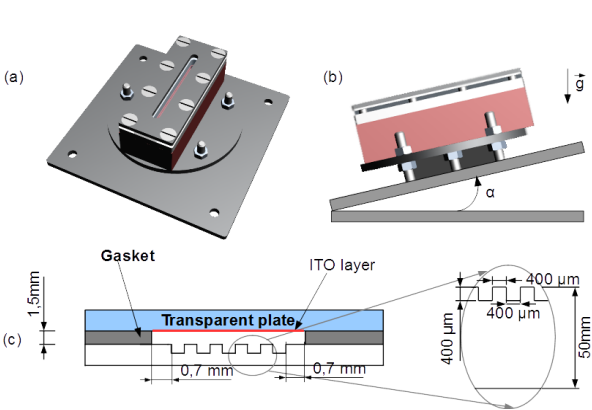 (a)
(b)
g
α
Gasket
ITO layer
1,5mm
Transparent plate
(c)
0,7 mm
0,7 mm
400 µm
400 µm
400 µm
50mm